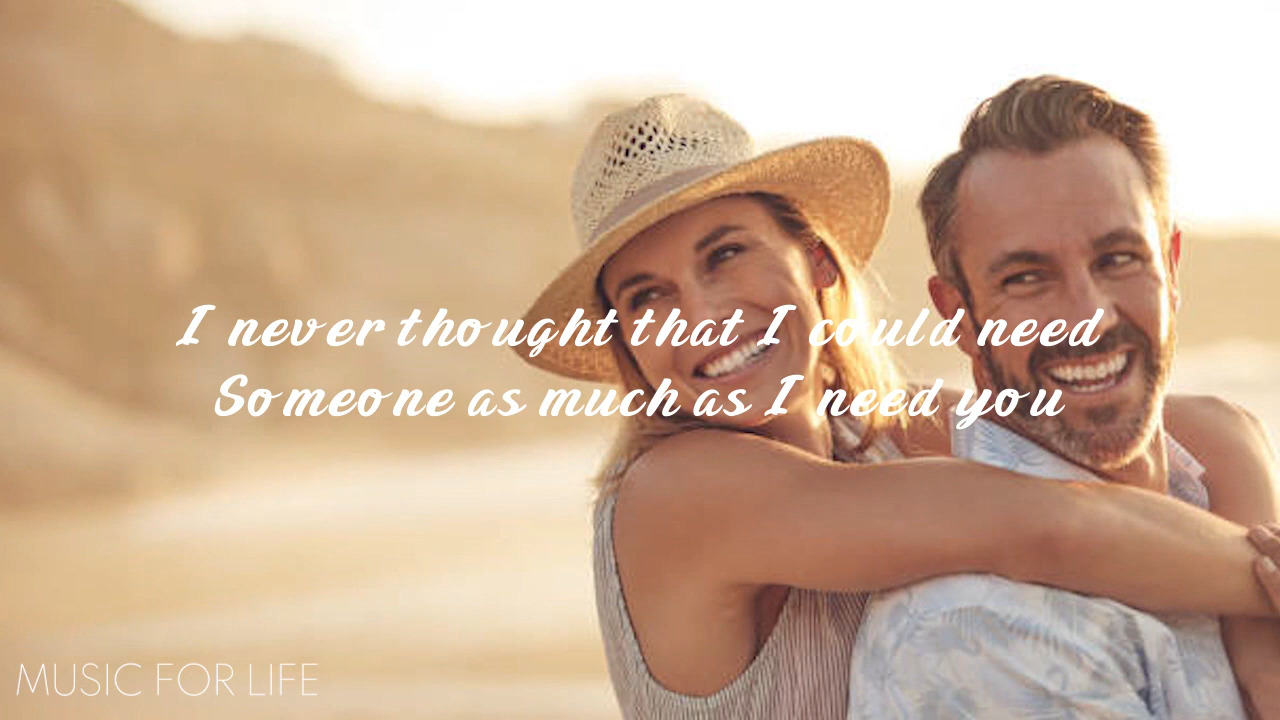 I never thought that I could need
Someone as much as I need you
MUSIC FOR LIFE